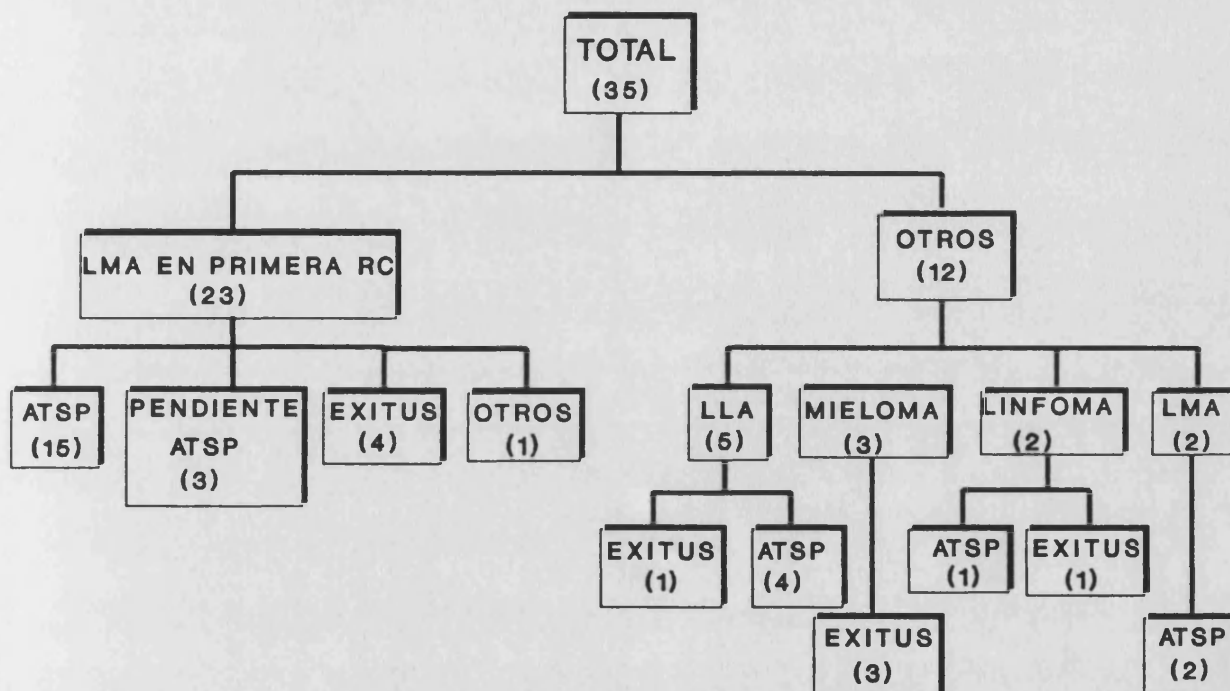 TOTAL
(35)
LMA EN PRIMERA RC
(23)
OTROS
(12)
ATSP
(15)
PENDIENTE
ATSP
(3)
EXITUS
(4)
OTROS
(1)
LLA
(5)
MIELOMA
(3)
LINFOMA
(2)
LMA
(2)
EXITUS
(1)
ATSP
(4)
ATSP
(1)
EXITUS
(1)
EXITUS
(3)
ATSP
(2)